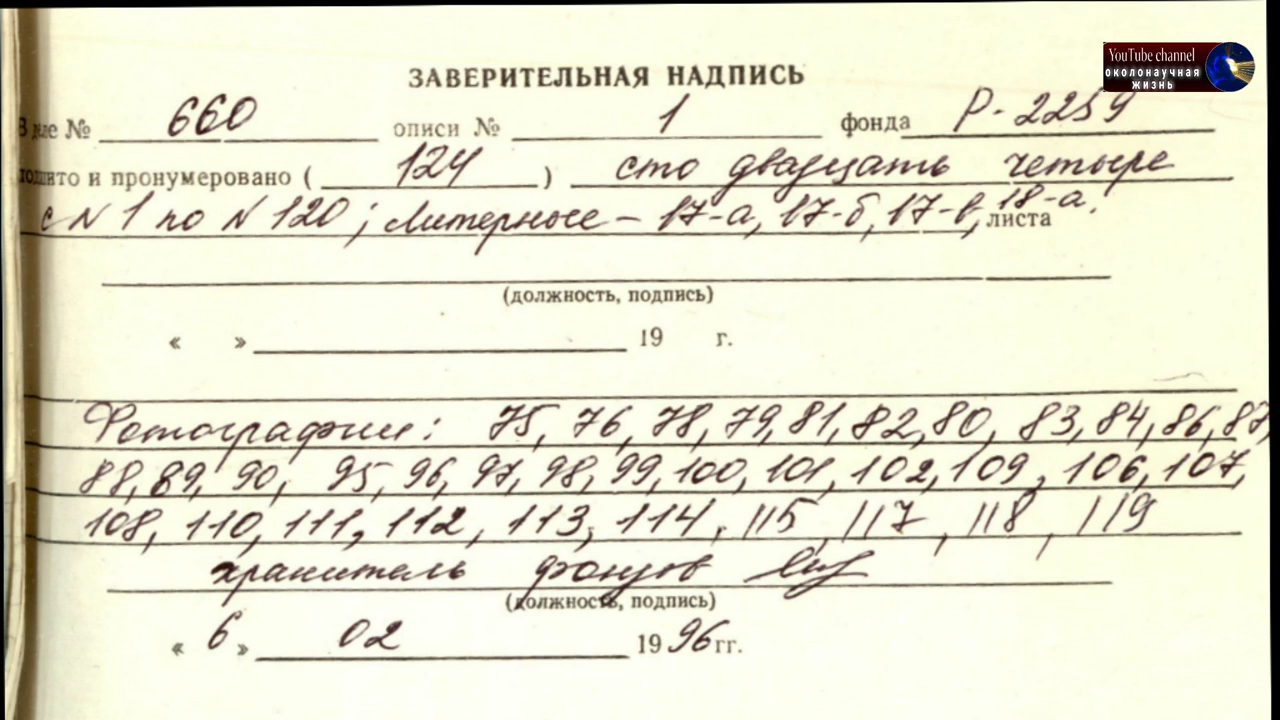 YouTube channel
околонаучная
жизнь
ЗАВЕРИТЕЛЬНАЯ НАДПИСЬ
В деле № 660 описи № 1 фонда Р-2259
подшито и пронумеровано ( 124 ) сто двадцать четыре
с N 1 по N 120; Литерные – 17-а, 17-б, 17-в, 18-а. листа
(должность, подпись)
« » 19 г.
Фотографии: 75, 76, 78, 79, 81, 82, 80, 83, 84, 86, 87,
88, 89, 90, 95, 96, 97, 98, 99, 100, 101, 102, 109, 106, 107,
108, 110, 111, 112, 113, 114, 115, 117, 118, 119
хранитель фондов
(должность, подпись)
« 6 » 02 1996 гг.